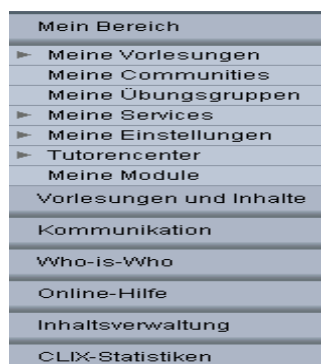 Mein Bereich
Meine Vorlesungen
Meine Communities
Meine Übungsgruppen
Meine Services
Meine Einstellungen
Tutorencenter
Meine Module
Vorlesungen und Inhalte
Kommunikation
Who-is-Who
Online-Hilfe
Inhaltsverwaltung
CLIX-Statistiken